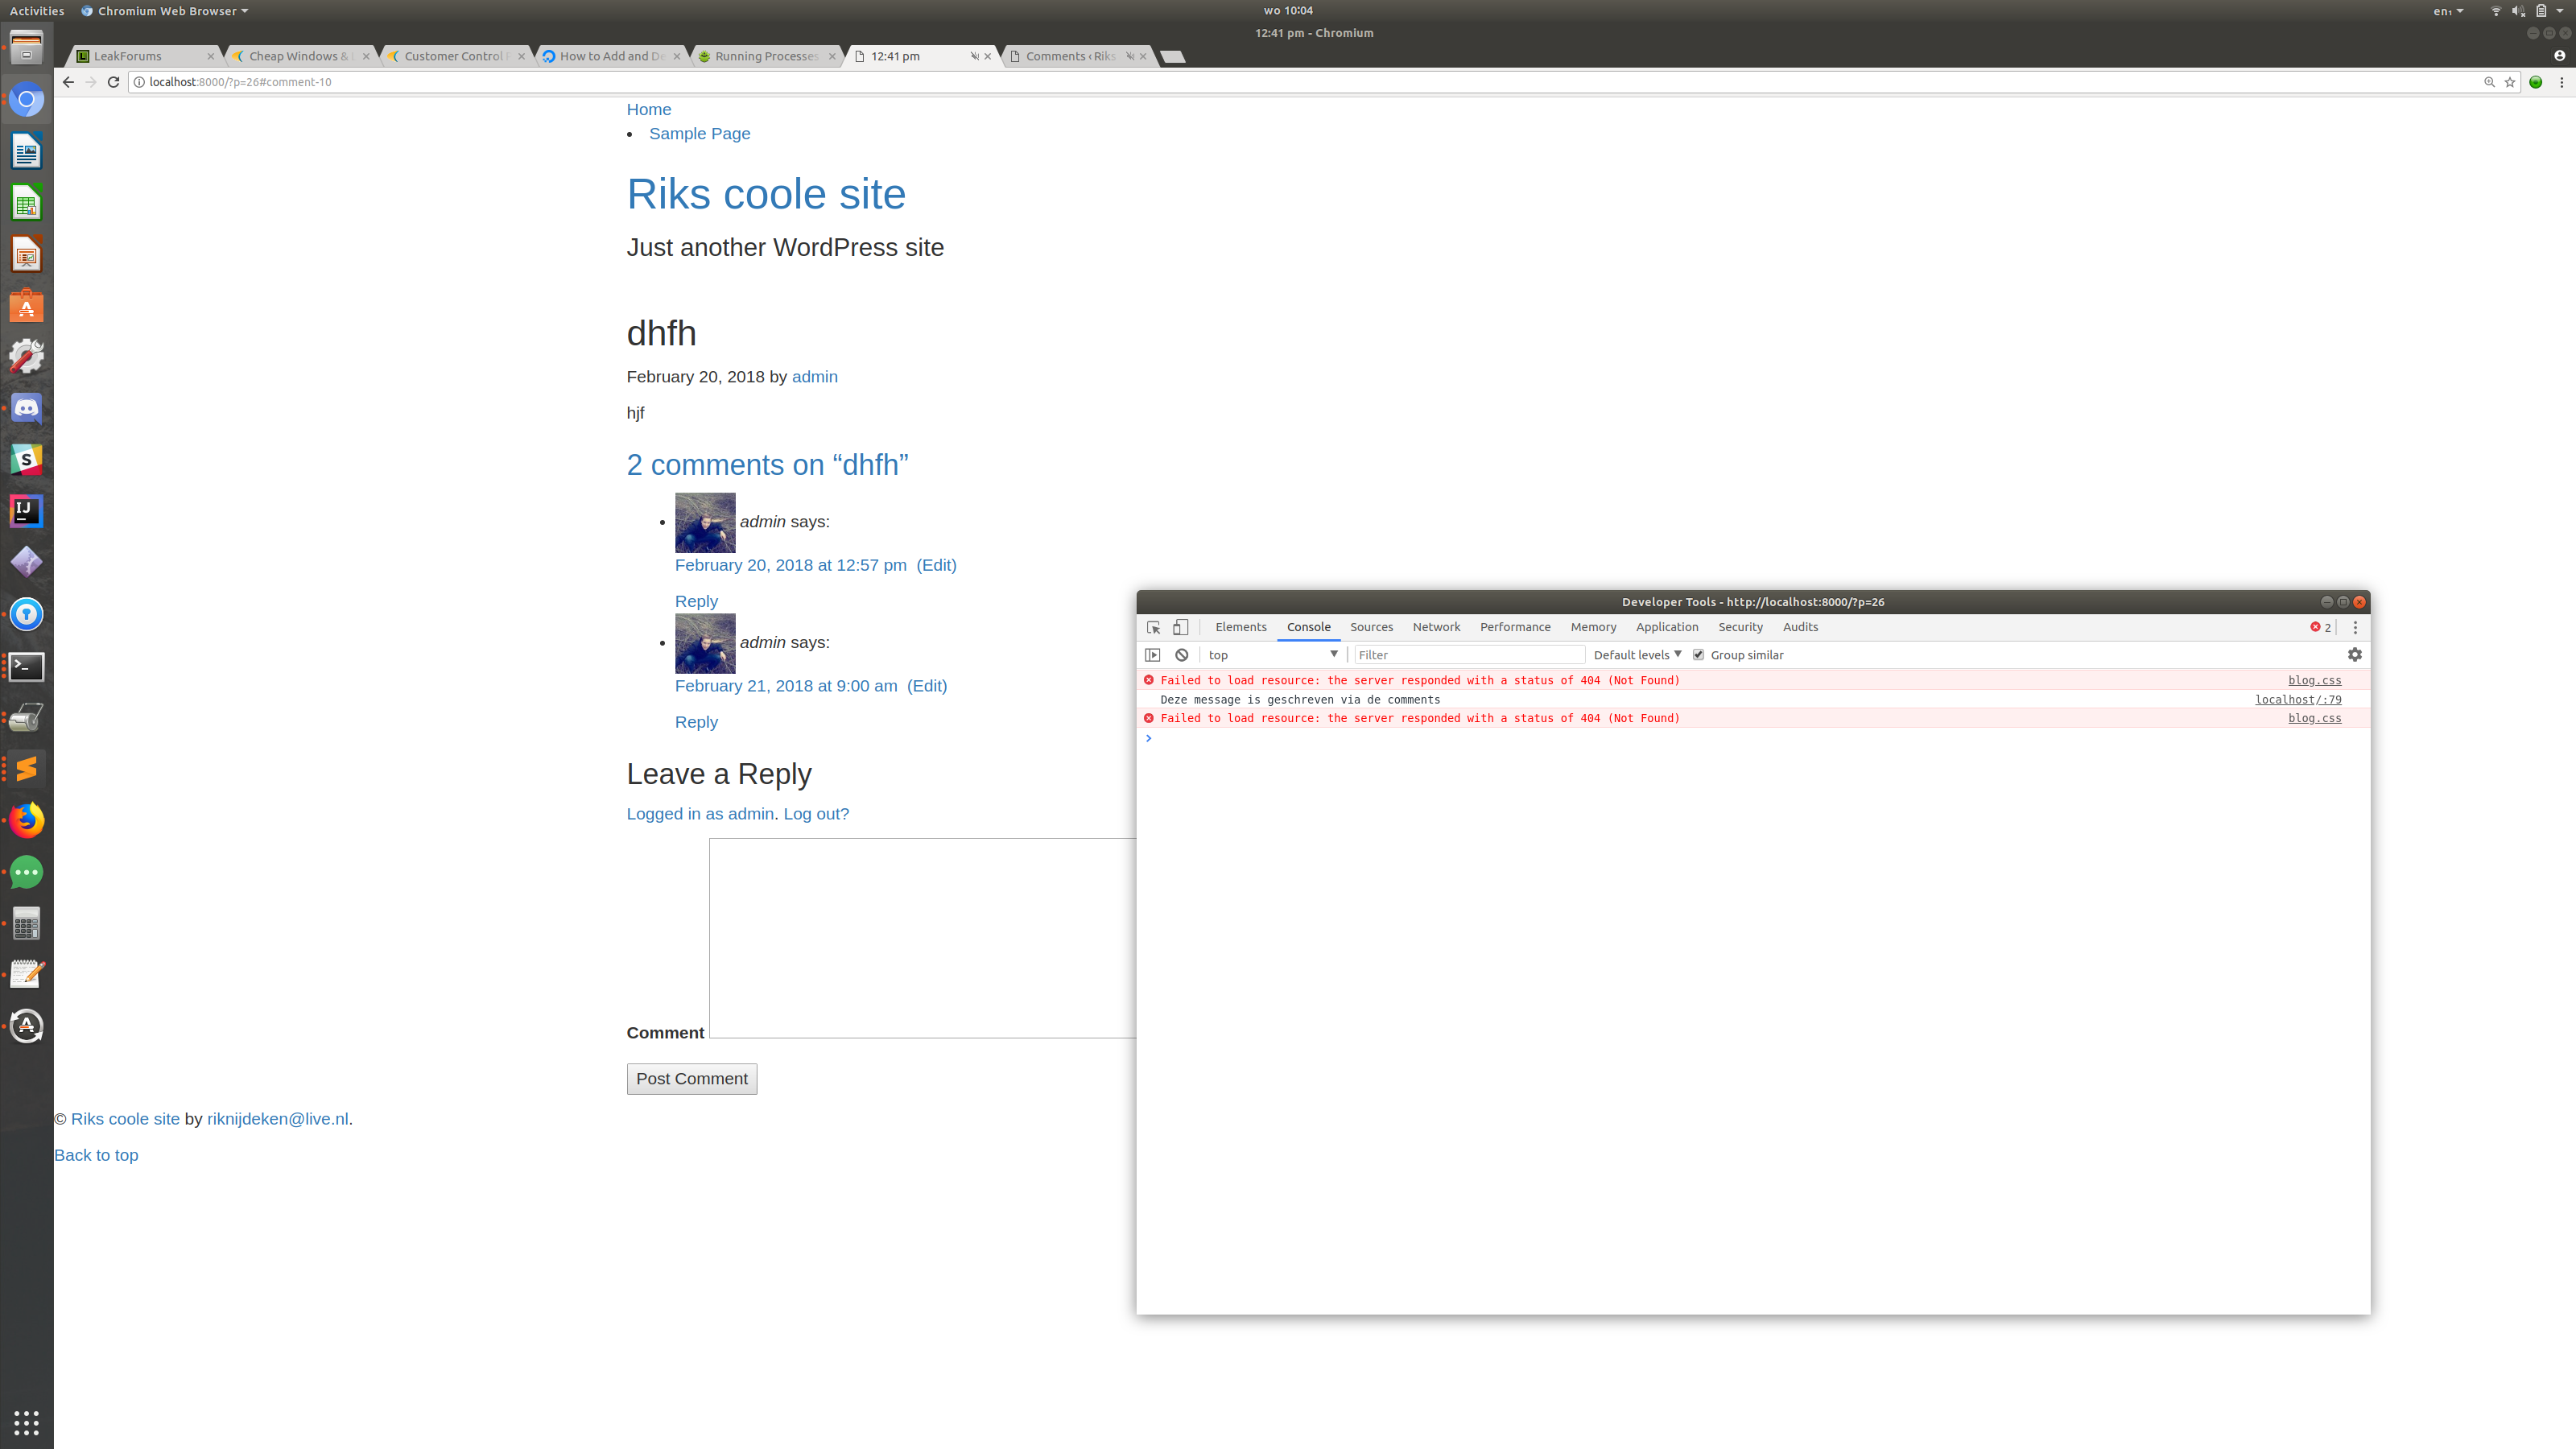 Activities
Chromium Web Browser
wo 10:04
en₁
12:41 pm - Chromium
LeakForums
Cheap Windows & L
Customer Control P
How to Add and De
Running Processes
12:41 pm
Comments ‹ Riks
localhost:8000/?p=26#comment-10
Home
Sample Page
Riks coole site
Just another WordPress site
dhfh
February 20, 2018 by admin
hjf
2 comments on “dhfh”
admin says:
February 20, 2018 at 12:57 pm (Edit)
Reply
admin says:
February 21, 2018 at 9:00 am (Edit)
Reply
Leave a Reply
Logged in as admin. Log out?
Comment
Post Comment
© Riks coole site by riknijdeken@live.nl.
Back to top
Developer Tools - http://localhost:8000/?p=26
Elements Console Sources Network Performance Memory Application Security Audits 2
top Filter Default levels Group similar
Failed to load resource: the server responded with a status of 404 (Not Found) blog.css
Deze message is geschreven via de comments localhost/:79
Failed to load resource: the server responded with a status of 404 (Not Found) blog.css